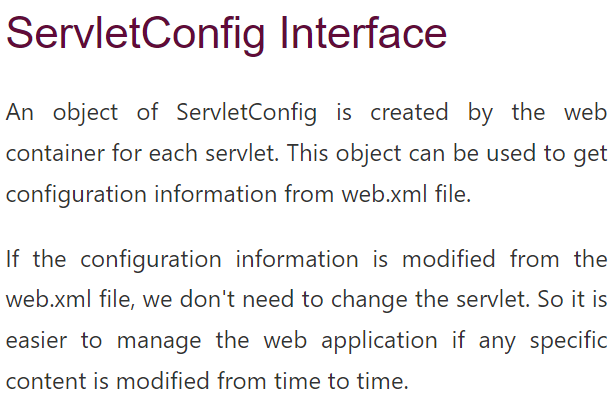 ServletConfig Interface
An object of ServletConfig is created by the web
container for each servlet. This object can be used to get
configuration information from web.xml file.
If the configuration information is modified from the
web.xml file, we don't need to change the servlet. So it is
easier to manage the web application if any specific
content is modified from time to time.